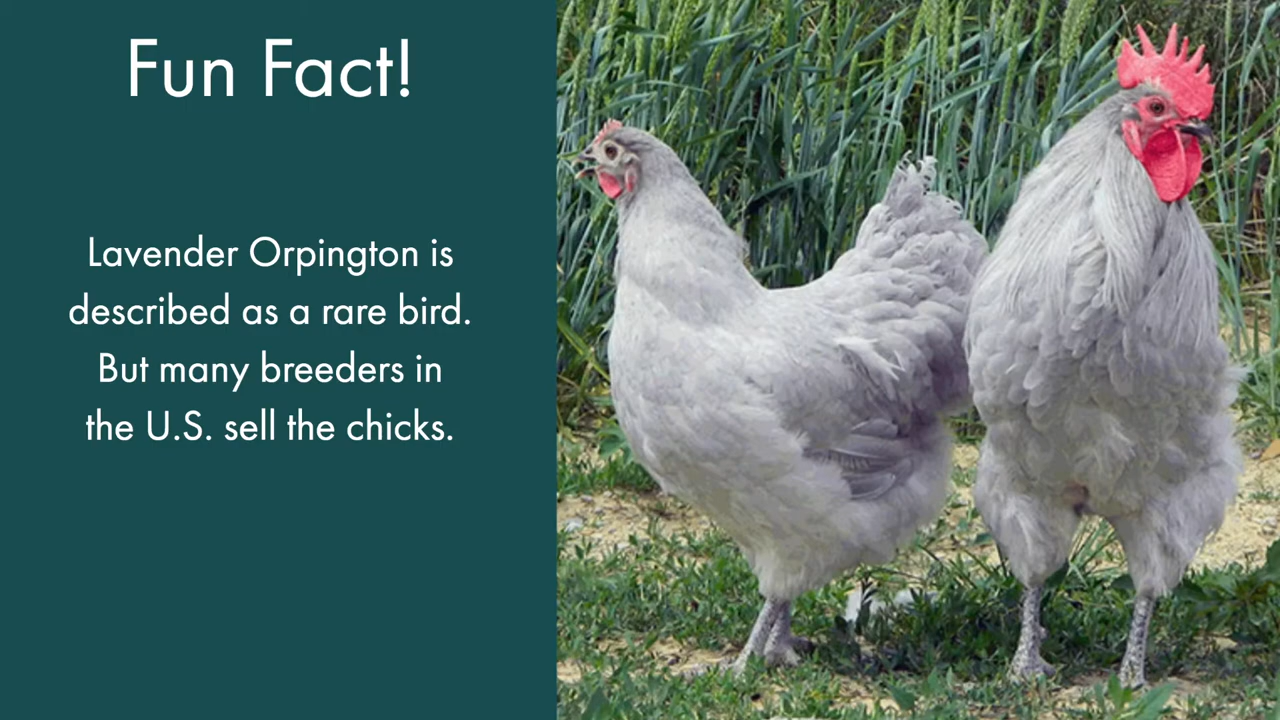 Fun Fact!
Lavender Orpington is
described as a rare bird.
But many breeders in
the U.S. sell the chicks.